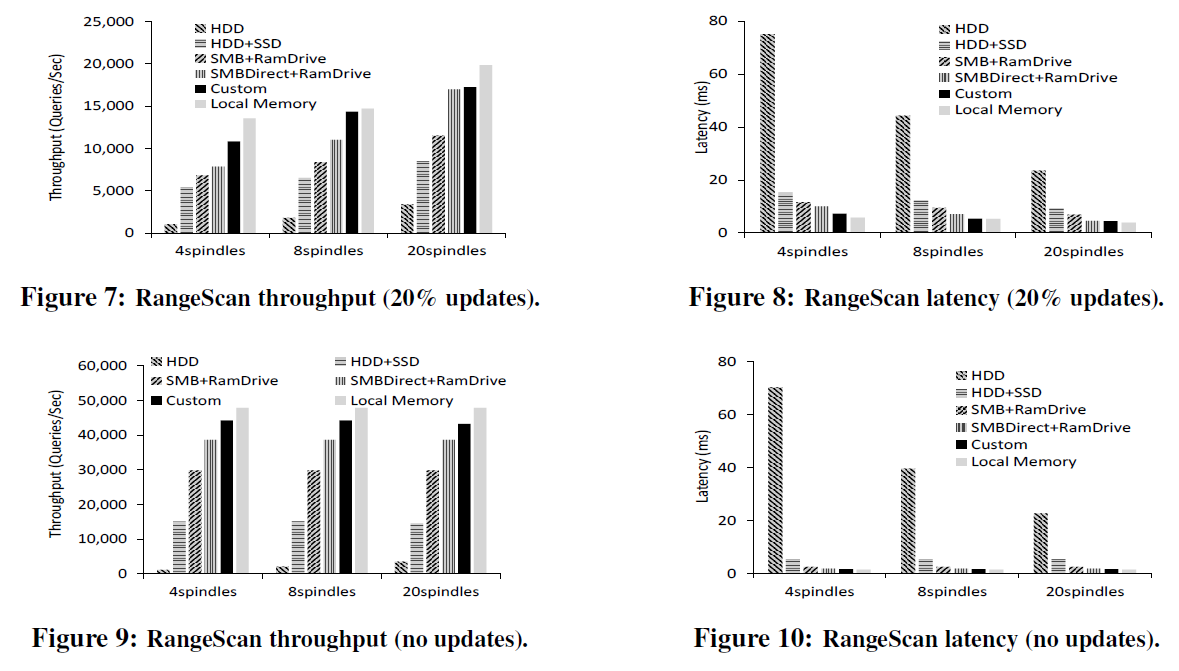 25,000
20,000
15,000
10,000
5,000
0
Throughput (Queries/Sec)
HDD
HDD+SSD
SMB+RamDrive
SMBDirect+RamDrive
Custom
Local Memory
4spindles 8spindles 20spindles
Figure 7: RangeScan throughput (20% updates).
80
60
40
20
0
Latency (ms)
HDD
HDD+SSD
SMB+RamDrive
SMBDirect+RamDrive
Custom
Local Memory
4spindles 8spindles 20spindles
Figure 8: RangeScan latency (20% updates).
60,000
50,000
40,000
30,000
20,000
10,000
0
Throughput (Queries/Sec)
HDD HDD+SSD
SMB+RamDrive SMBDirect+RamDrive
Custom Local Memory
4spindles 8spindles 20spindles
Figure 9: RangeScan throughput (no updates).
80
60
40
20
0
Latency (ms)
HDD
HDD+SSD
SMB+RamDrive
SMBDirect+RamDrive
Custom
Local Memory
4spindles 8spindles 20spindles
Figure 10: RangeScan latency (no updates).